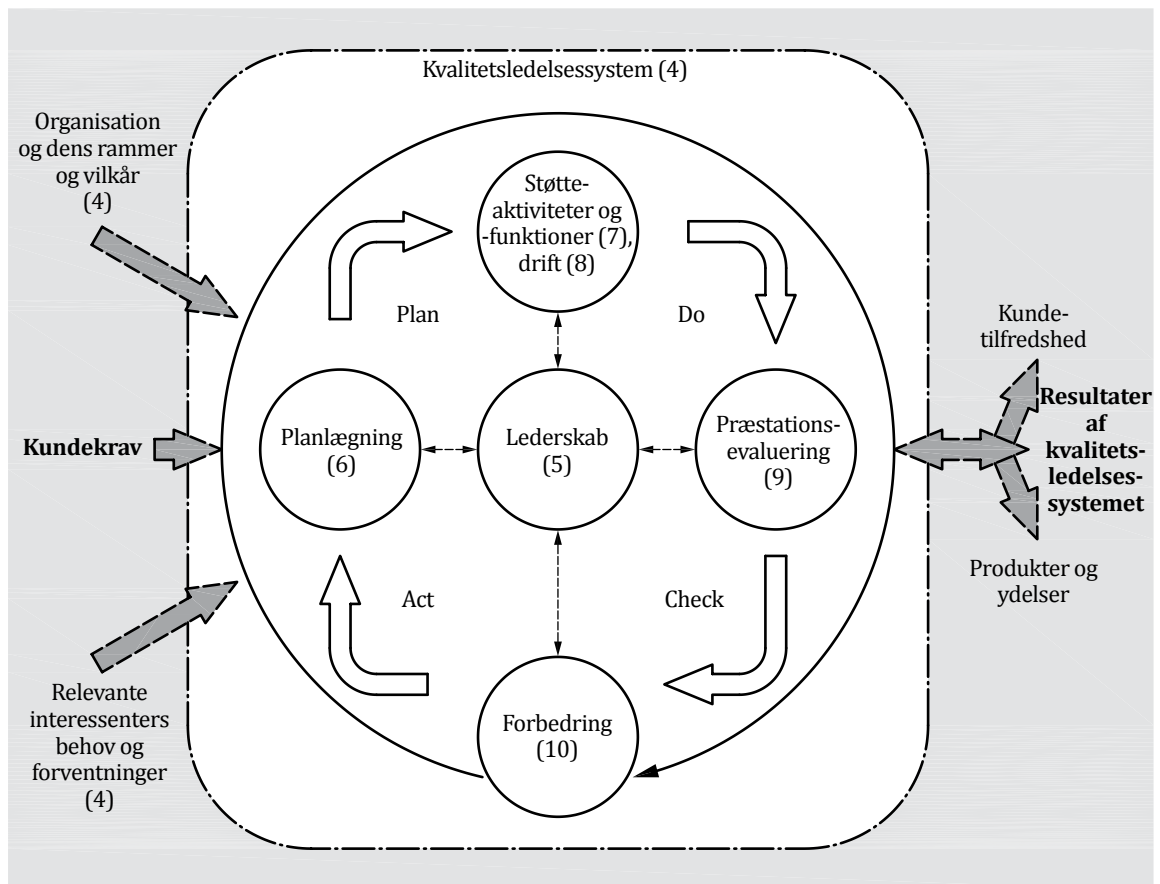 Kvalitetsledelsessystem (4)
Organisation
og dens rammer
og vilkår
(4)
Støtte-
aktiviteter og
-funktioner (7),
drift (8)
Plan
Do
Kunde-
tilfredshed
Kundekrav
Planlægning
(6)
Lederskab
(5)
Præstations-
evaluering
(9)
Resultater
af
kvalitets-
ledelses-
systemet
Act
Check
Produkter og
ydelser
Relevante
interessenters
behov og
forventninger
(4)
Forbedring
(10)